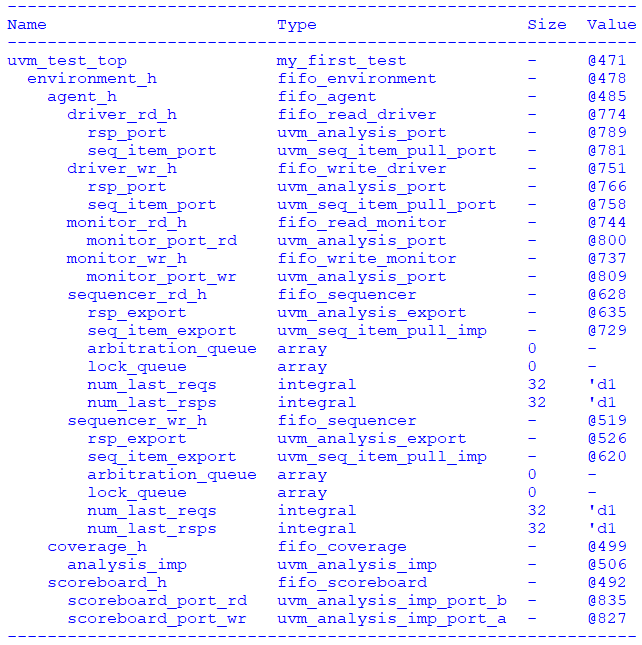 ----------------------------------------------------------------
Name                       Type                     Size  Value
----------------------------------------------------------------
uvm_test_top               my_first_test            -     @471
  environment_h            fifo_environment         -     @478
    agent_h                fifo_agent               -     @485
      driver_rd_h          fifo_read_driver         -     @774
        rsp_port           uvm_analysis_port        -     @789
        seq_item_port      uvm_seq_item_pull_port   -     @781
      driver_wr_h          fifo_write_driver        -     @751
        rsp_port           uvm_analysis_port        -     @766
        seq_item_port      uvm_seq_item_pull_port   -     @758
      monitor_rd_h         fifo_read_monitor        -     @744
        monitor_port_rd    uvm_analysis_port        -     @800
      monitor_wr_h         fifo_write_monitor       -     @737
        monitor_port_wr    uvm_analysis_port        -     @809
      sequencer_rd_h       fifo_sequencer           -     @628
        rsp_export         uvm_analysis_export      -     @635
        seq_item_export    uvm_seq_item_pull_imp    -     @729
        arbitration_queue  array                    0     -
        lock_queue         array                    0     -
        num_last_reqs      integral                 32    'd1
        num_last_rsps      integral                 32    'd1
      sequencer_wr_h       fifo_sequencer           -     @519
        rsp_export         uvm_analysis_export      -     @526
        seq_item_export    uvm_seq_item_pull_imp    -     @620
        arbitration_queue  array                    0     -
        lock_queue         array                    0     -
        num_last_reqs      integral                 32    'd1
        num_last_rsps      integral                 32    'd1
    coverage_h             fifo_coverage            -     @499
      analysis_imp         uvm_analysis_imp         -     @506
    scoreboard_h           fifo_scoreboard          -     @492
      scoreboard_port_rd   uvm_analysis_imp_port_b  -     @835
      scoreboard_port_wr   uvm_analysis_imp_port_a  -     @827
----------------------------------------------------------------